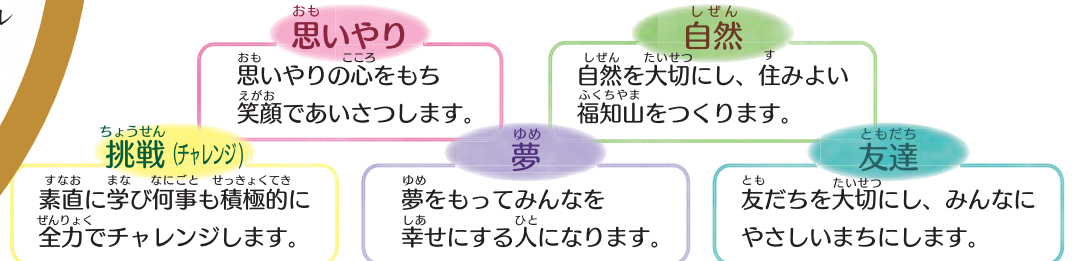 思いやり
思いやりの心をもち
笑顔であいさつします。
自然
自然を大切にし、住みよい
福知山をつくります。
挑戦（チャレンジ）
素直に学び何事も積極的に
全力でチャレンジします。
夢
夢をもってみんなを
幸せにする人になります。
友達
友だちを大切にし、みんなに
やさしいまちにします。